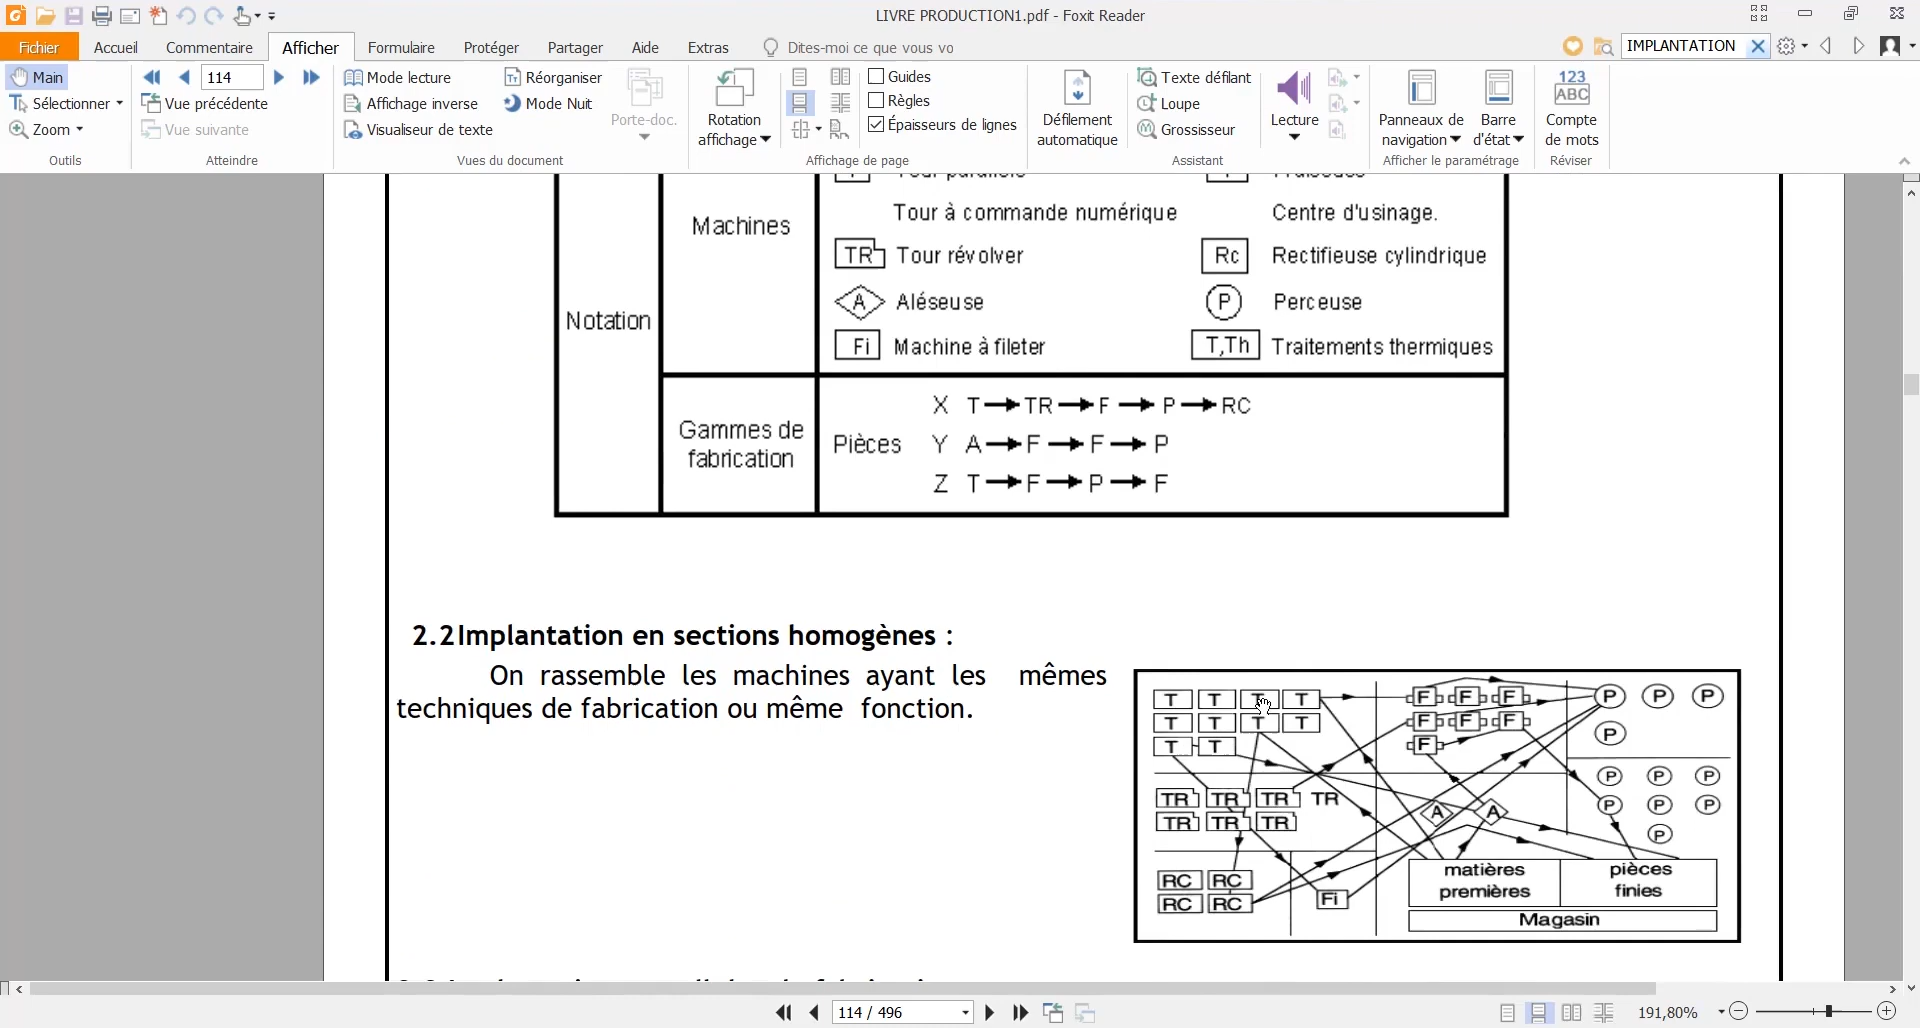 LIVRE PRODUCTION1.pdf - Foxit Reader
Fichier Accueil Commentaire Afficher Formulaire Protéger Partager Aide Extras Dites-moi ce que vous vo IMPLANTATION
Main 114 Mode lecture Réorganiser Guides Texte défilant
Sélectionner Vue précédente Affichage inverse Mode Nuit Règles Loupe
Zoom Vue suivante Visualiseur de texte Épaisseurs de lignes Grossisseur
Porte-doc. Rotation affichage Défilement automatique Lecture Panneaux de navigation Barre d'état 123 ABC Compte de mots
Outils Atteindre Vues du document Affichage de page Assistant Afficher le paramétrage Réviser
Notation
Machines
Tour parallèle
Tour à commande numérique Centre d'usinage.
TR Tour révolver Rc Rectifieuse cylindrique
A Aléseuse P Perceuse
Fi Machine à fileter T,Th Traitements thermiques
Gammes de
fabrication
Pièces
X T TR F P RC
Y A F F P
Z T F P F
2.2Implantation en sections homogènes :
On rassemble les machines ayant les mêmes
techniques de fabrication ou même fonction.
T T T T F F F P P P
T T T T F F F P
T T F
P P P
TR TR TR TR A A P P P
TR TR TR P
RC RC
RC RC Fi
matières
premières
pièces
finies
Magasin
114 / 496 191,80%